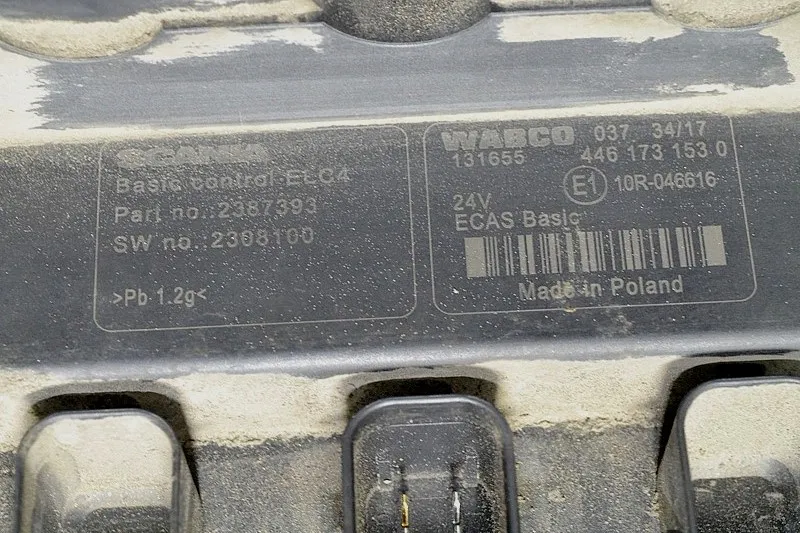 SCANIA
Basic control ELC4
Part no.:2387393
SW no.:2308100
>Pb 1.2g<
WABCO 037 34/17
131655 446 173 153 0
E1 10R-046616
24V
ECAS Basic
Made in Poland